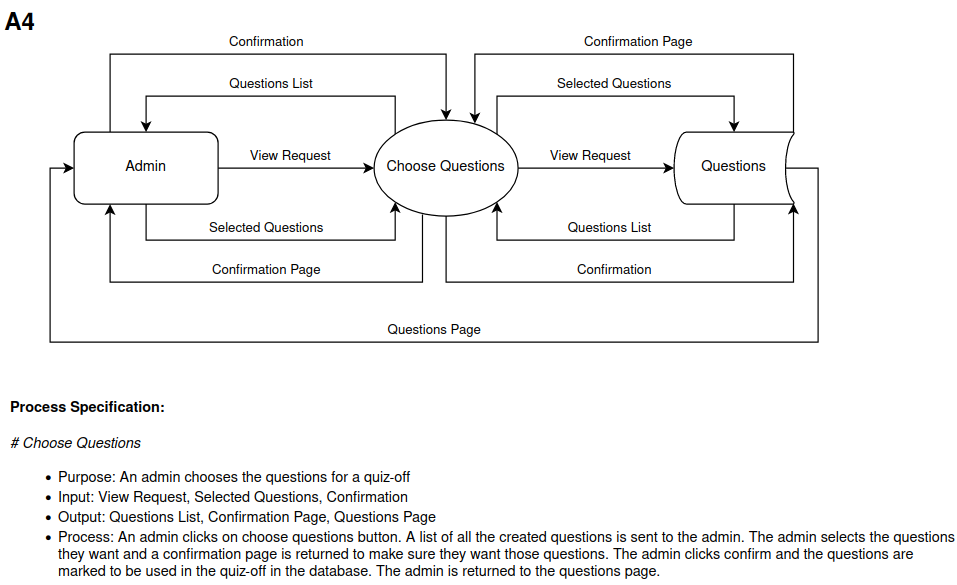 A4
Confirmation
Confirmation Page
Questions List
Selected Questions
View Request
View Request
Admin
Choose Questions
Questions
Selected Questions
Questions List
Confirmation Page
Confirmation
Questions Page
Process Specification:
# Choose Questions
• Purpose: An admin chooses the questions for a quiz-off
• Input: View Request, Selected Questions, Confirmation
• Output: Questions List, Confirmation Page, Questions Page
• Process: An admin clicks on choose questions button. A list of all the created questions is sent to the admin. The admin selects the questions
they want and a confirmation page is returned to make sure they want those questions. The admin clicks confirm and the questions are
marked to be used in the quiz-off in the database. The admin is returned to the questions page.